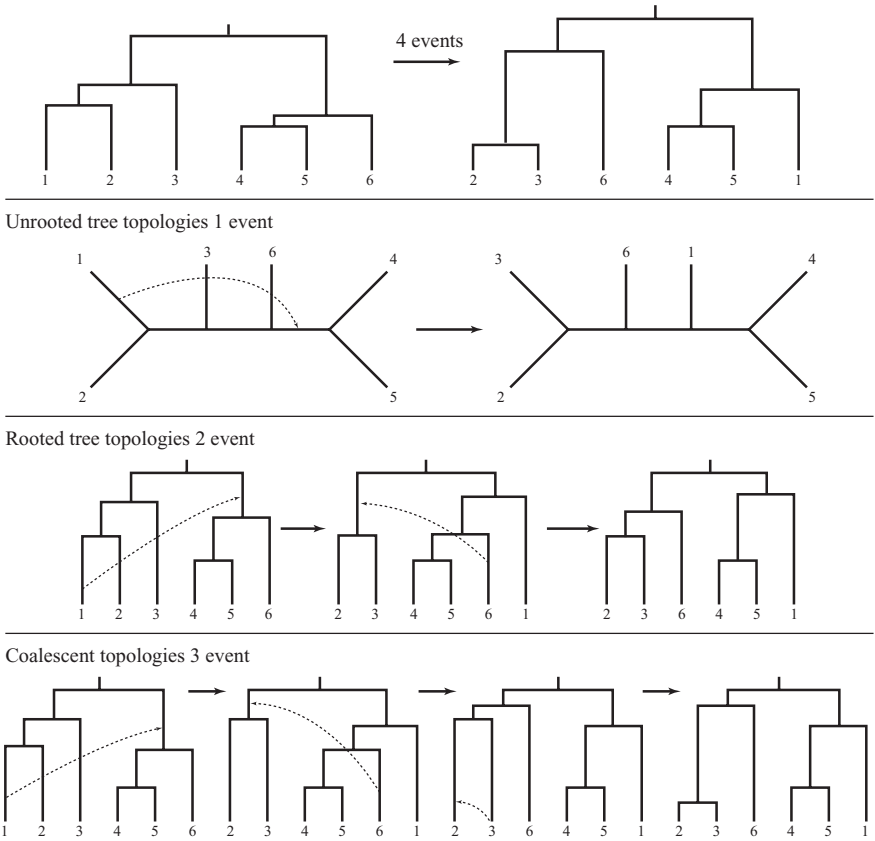 4 events
1 2 3 4 5 6 2 3 6 4 5 1
Unrooted tree topologies 1 event
1 3 6 4 3 6 1 4
2 5 2 5
Rooted tree topologies 2 event
1 2 3 4 5 6 2 3 4 5 6 1 2 3 6 4 5 1
Coalescent topologies 3 event
1 2 3 4 5 6 2 3 4 5 6 1 2 3 6 4 5 1 2 3 6 4 5 1